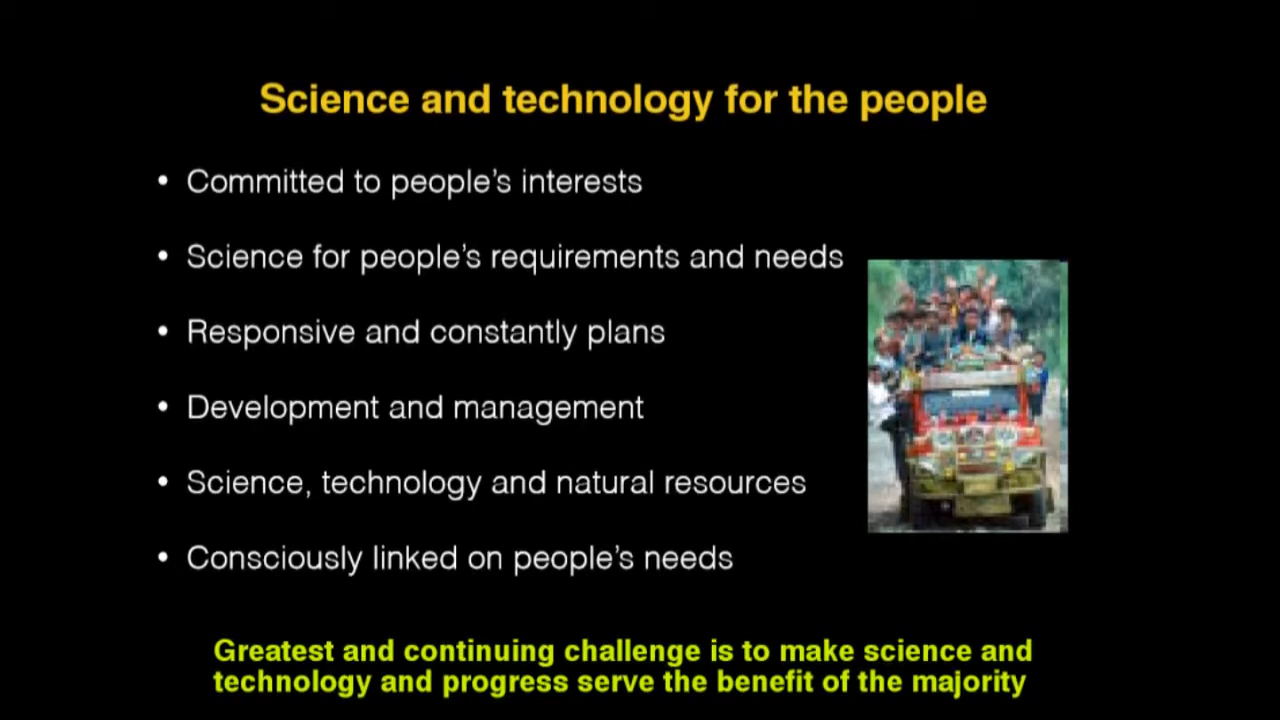 Science and technology for the people
• Committed to people's interests
• Science for people's requirements and needs
• Responsive and constantly plans
• Development and management
• Science, technology and natural resources
• Consciously linked on people's needs
Greatest and continuing challenge is to make science and
technology and progress serve the benefit of the majority